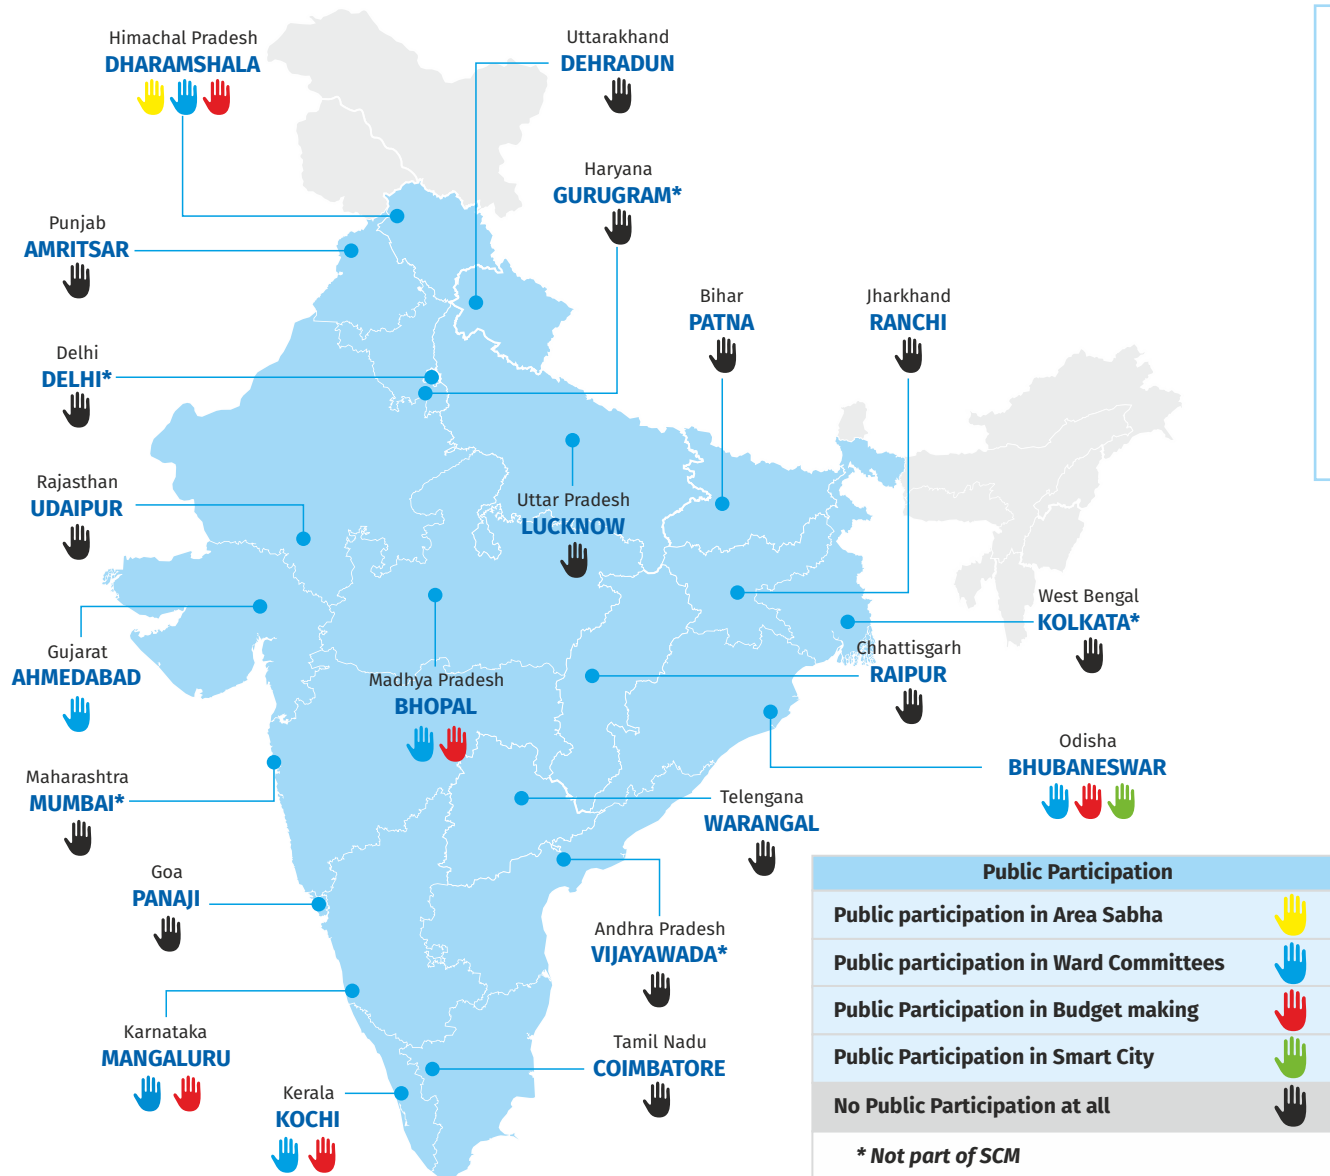 Himachal Pradesh
DHARAMSHALA
Uttarakhand
DEHRADUN
Haryana
GURUGRAM*
Punjab
AMRITSAR
Bihar
PATNA
Jharkhand
RANCHI
Delhi
DELHI*
Rajasthan
UDAIPUR
Uttar Pradesh
LUCKNOW
West Bengal
KOLKATA*
Gujarat
AHMEDABAD
Madhya Pradesh
BHOPAL
Chhattisgarh
RAIPUR
Odisha
BHUBANESWAR
Maharashtra
MUMBAI*
Telengana
WARANGAL
Goa
PANAJI
Andhra Pradesh
VIJAYAWADA*
Karnataka
MANGALURU
Tamil Nadu
COIMBATORE
Kerala
KOCHI
Public Participation
Public participation in Area Sabha
Public participation in Ward Committees
Public Participation in Budget making
Public Participation in Smart City
No Public Participation at all
* Not part of SCM